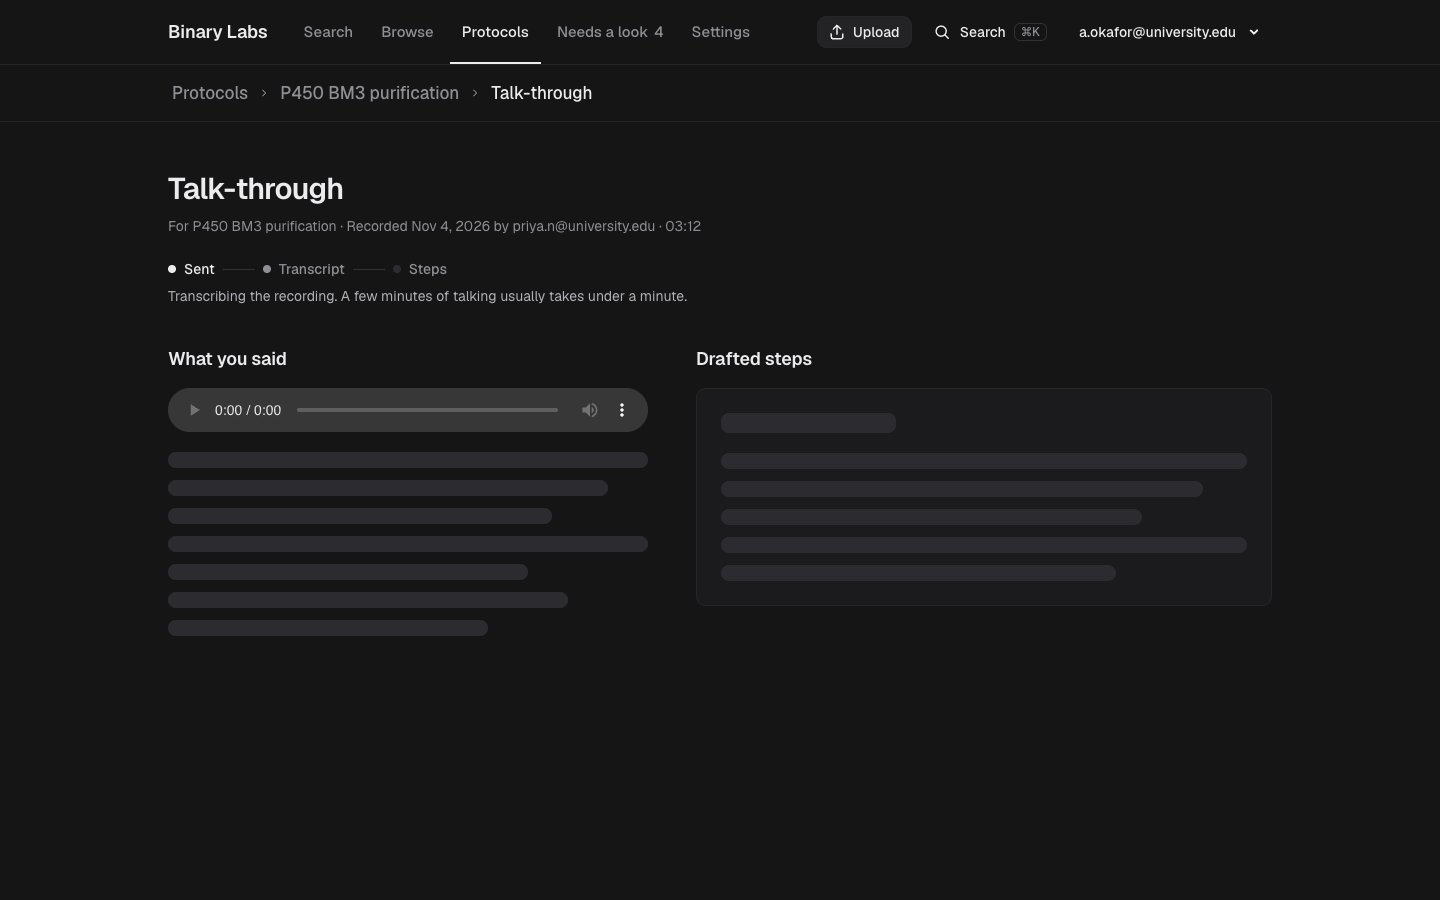 Binary Labs Search Browse Protocols Needs a look 4 Settings Upload Search ⌘K a.okafor@university.edu
Protocols › P450 BM3 purification › Talk-through
Talk-through
For P450 BM3 purification · Recorded Nov 4, 2026 by priya.n@university.edu · 03:12
Sent Transcript Steps
Transcribing the recording. A few minutes of talking usually takes under a minute.
What you said
0:00 / 0:00
Drafted steps